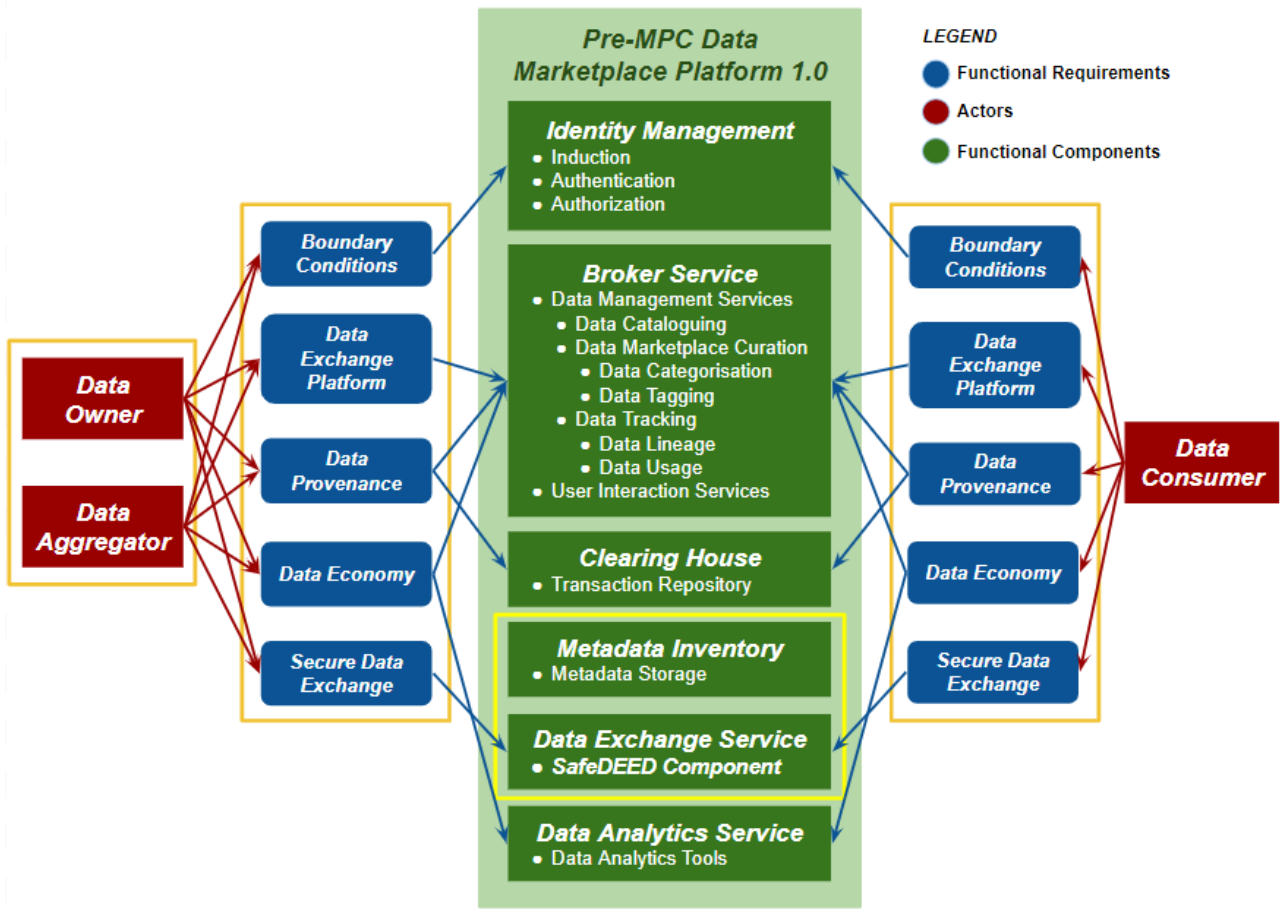 Pre-MPC Data
Marketplace Platform 1.0
LEGEND
Functional Requirements
Actors
Functional Components
Data
Owner
Data
Aggregator
Boundary
Conditions
Data
Exchange
Platform
Data
Provenance
Data Economy
Secure Data
Exchange
Identity Management
• Induction
• Authentication
• Authorization
Broker Service
• Data Management Services
• Data Cataloguing
• Data Marketplace Curation
• Data Categorisation
• Data Tagging
• Data Tracking
• Data Lineage
• Data Usage
• User Interaction Services
Clearing House
• Transaction Repository
Metadata Inventory
• Metadata Storage
Data Exchange Service
• SafeDEED Component
Data Analytics Service
• Data Analytics Tools
Boundary
Conditions
Data
Exchange
Platform
Data
Provenance
Data Economy
Secure Data
Exchange
Data
Consumer